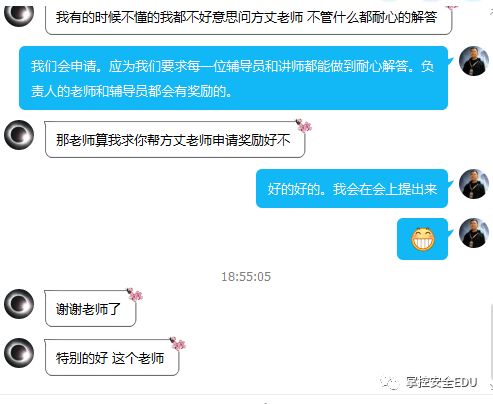 我有的时候不懂的我都不好意思问方丈老师 不管什么都耐心的解答
我们会申请。应为我们要求每一位辅导员和讲师都能做到耐心解答。负
责人的老师和辅导员都会有奖励的。
那老师算我求你帮方丈老师申请奖励好不
好的好的。我会在会上提出来
18:55:05
谢谢老师了
特别的好 这个老师
掌控安全EDU